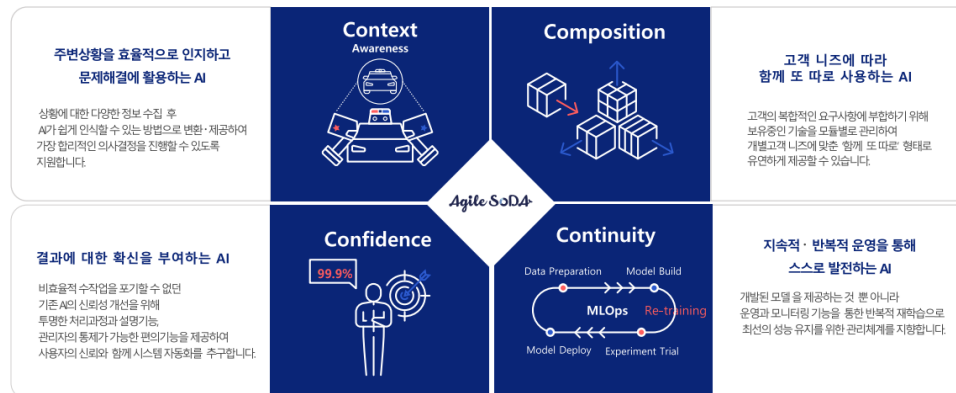 주변상황을 효율적으로 인지하고
문제해결에 활용하는 AI
상황에 대한 다양한 정보 수집 후
AI가 쉽게 인식할 수 있는 방법으로 변환·제공하여
가장 합리적인 의사결정을 진행할 수 있도록
지원합니다.
Context
Awareness
Composition
고객 니즈에 따라
함께 또 따로 사용하는 AI
고객의 복합적인 요구사항에 부합하기 위해
보유중인 기술을 모듈별로 관리하여
개별고객 니즈에 맞춘 '함께 또 따로' 형태로
유연하게 제공할 수 있습니다.
Agile SoDA
결과에 대한 확신을 부여하는 AI
비효율적 수작업을 포기할 수 없던
기존 AI의 신뢰성 개선을 위해
투명한 처리과정과 설명기능,
관리자의 통제가 가능한 편의기능을 제공하여
사용자의 신뢰와 함께 시스템 자동화를 추구합니다.
Confidence
99.9%
Continuity
Data Preparation
Model Build
MLOps
Re-training
Model Deploy
Experiment Trial
지속적 · 반복적 운영을 통해
스스로 발전하는 AI
개발된 모델을 제공하는 것 뿐 아니라
운영과 모니터링 기능을 통한 반복적 재학습으로
최선의 성능 유지를 위한 관리체계를 지향합니다.